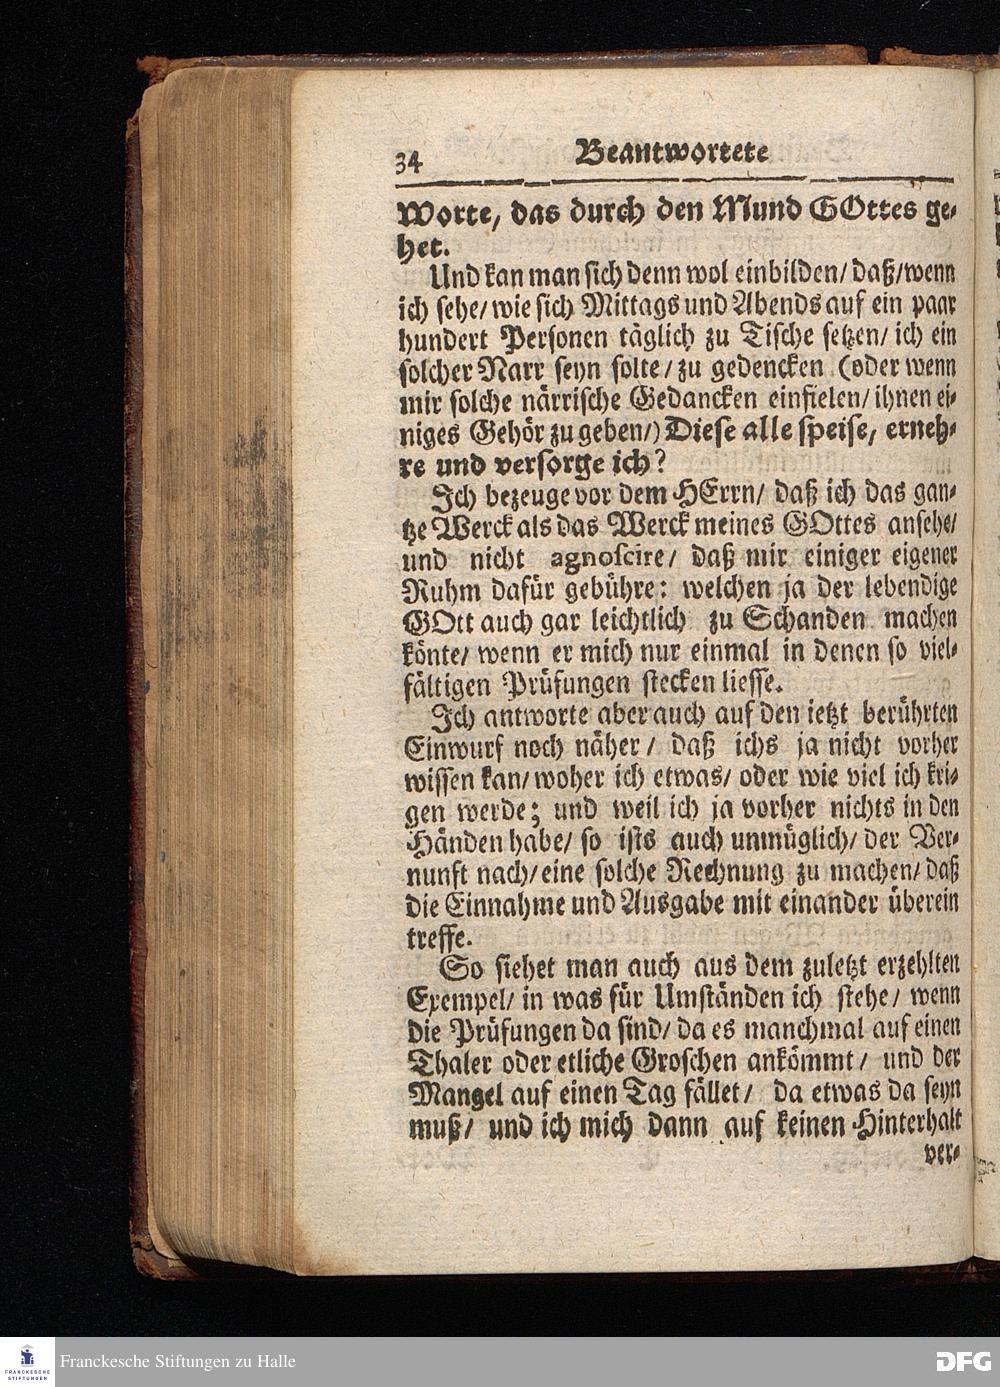 34 Beantwortete
Worte, das durch den Mund GOttes ge-
het.
Und kan man sich denn wol einbilden/ daß/wenn
ich sehe/ wie sich Mittags und Abends auf ein paar
hundert Personen täglich zu Tische setzen/ ich ein
solcher Narr seyn solte/ zu gedencken (oder wenn
mir solche närrische Gedancken einfielen/ ihnen ei-
niges Gehör zu geben/) Diese alle speise, erneh-
re und versorge ich?
Ich bezeuge vor dem HErrn/ daß ich das gan-
tze Werck als das Werck meines GOttes ansehe/
und nicht agnoscire/ daß mir einiger eigener
Ruhm dafür gebühre: welchen ja der lebendige
GOtt auch gar leichtlich zu Schanden machen
könte/ wenn er mich nur einmal in denen so viel-
fältigen Prüfungen stecken liesse.
Ich antworte aber auch auf den ietzt berührten
Einwurf noch näher/ daß ichs ja nicht vorher
wissen kan/ woher ich etwas/ oder wie viel ich kri-
gen werde; und weil ich ja vorher nichts in den
Händen habe/ so ists auch unmüglich/ der Ver-
nunft nach/ eine solche Rechnung zu machen/ daß
die Einnahme und Ausgabe mit einander überein
treffe.
So siehet man auch aus dem zuletzt erzehlten
Exempel/ in was für Umständen ich stehe/ wenn
die Prüfungen da sind/ da es manchmal auf einen
Thaler oder etliche Groschen ankömmt/ und der
Mangel auf einen Tag fället/ da etwas da seyn
muß/ und ich mich dann auf keinen Hinterhalt
ver-
FRANCKESCHE
STIFTUNGEN
Franckesche Stiftungen zu Halle
DFG